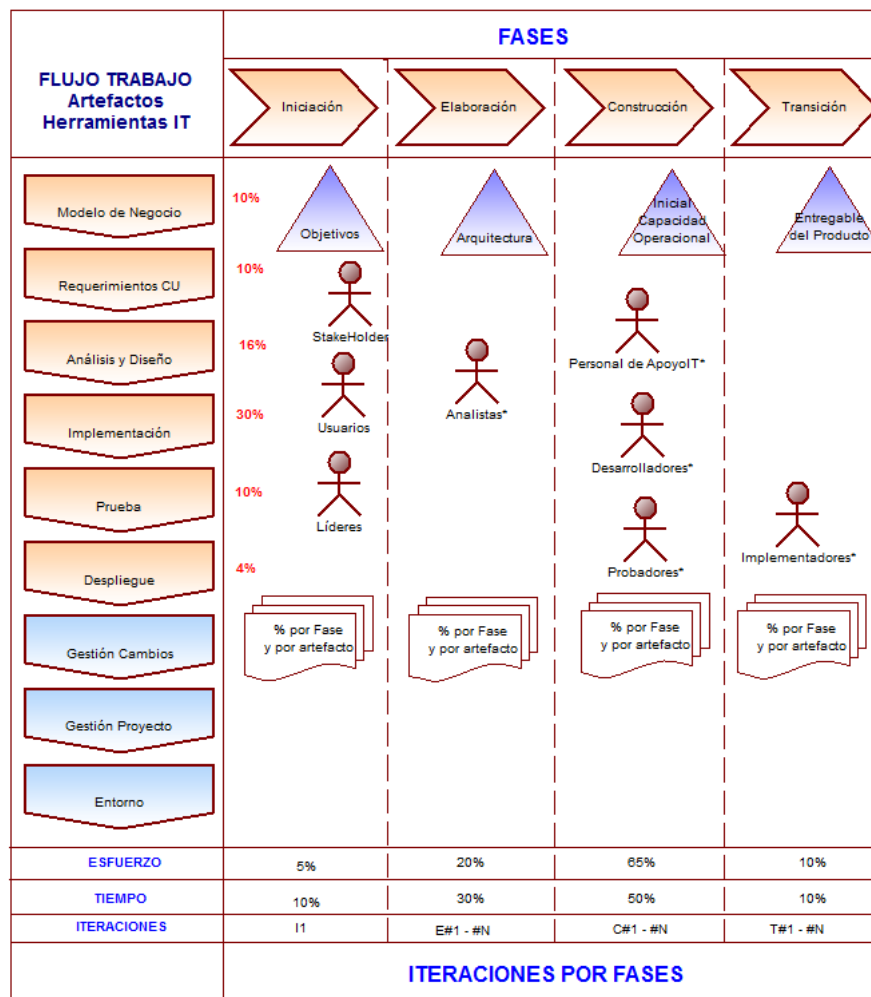 FASES
FLUJO TRABAJO
Artefactos
Herramientas IT
Iniciación
Elaboración
Construcción
Transición
Modelo de Negocio
10%
Objetivos
Arquitectura
Inicial
Capacidad
Operacional
Entregable
del Producto
Requerimientos CU
10%
StakeHolder
Análisis y Diseño
16%
Personal de ApoyoIT*
Implementación
30%
Usuarios
Analistas*
Desarrolladores*
Prueba
10%
Líderes
Probadores*
Implementadores*
Despliegue
4%
Gestión Cambios
% por Fase
y por artefacto
% por Fase
y por artefacto
% por Fase
y por artefacto
% por Fase
y por artefacto
Gestión Proyecto
Entorno
ESFUERZO
5%
20%
65%
10%
TIEMPO
10%
30%
50%
10%
ITERACIONES
I1
E#1 - #N
C#1 - #N
T#1 - #N
ITERACIONES POR FASES